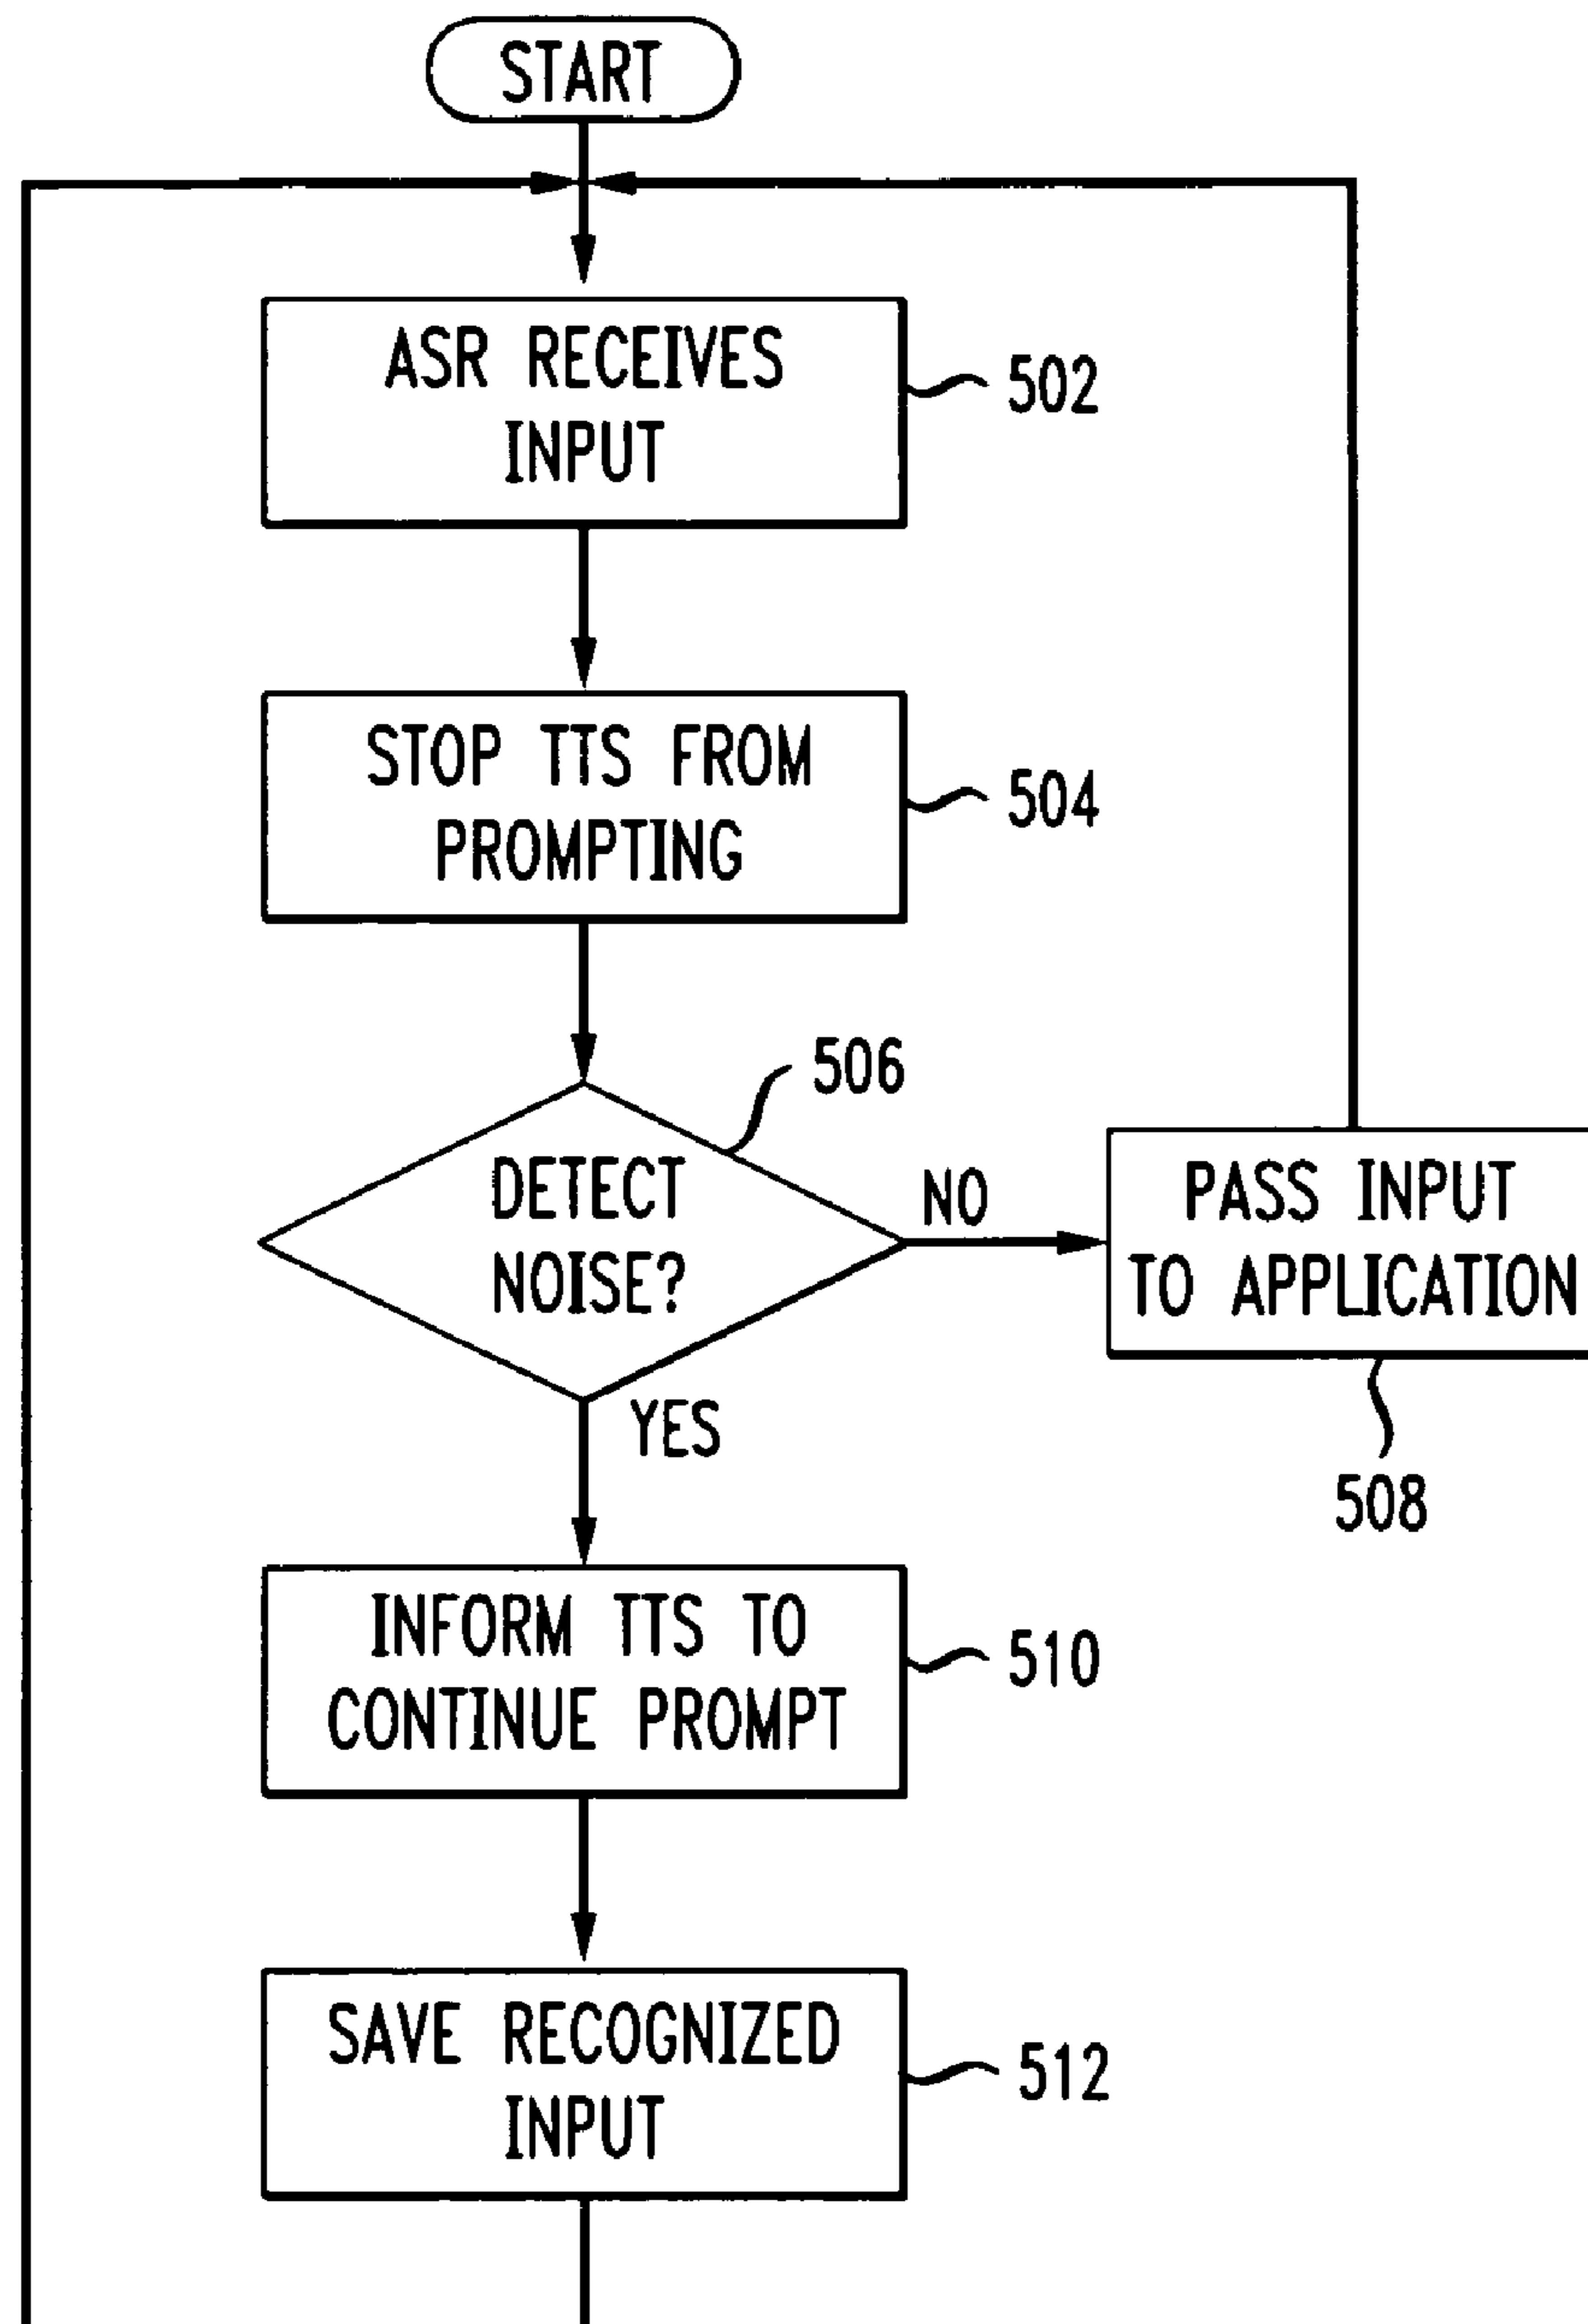 START
ASR RECEIVES
INPUT
502
STOP TTS FROM
PROMPTING
504
506
DETECT
NOISE?
NO
PASS INPUT
TO APPLICATION
508
YES
INFORM TTS TO
CONTINUE PROMPT
510
SAVE RECOGNIZED
INPUT
512